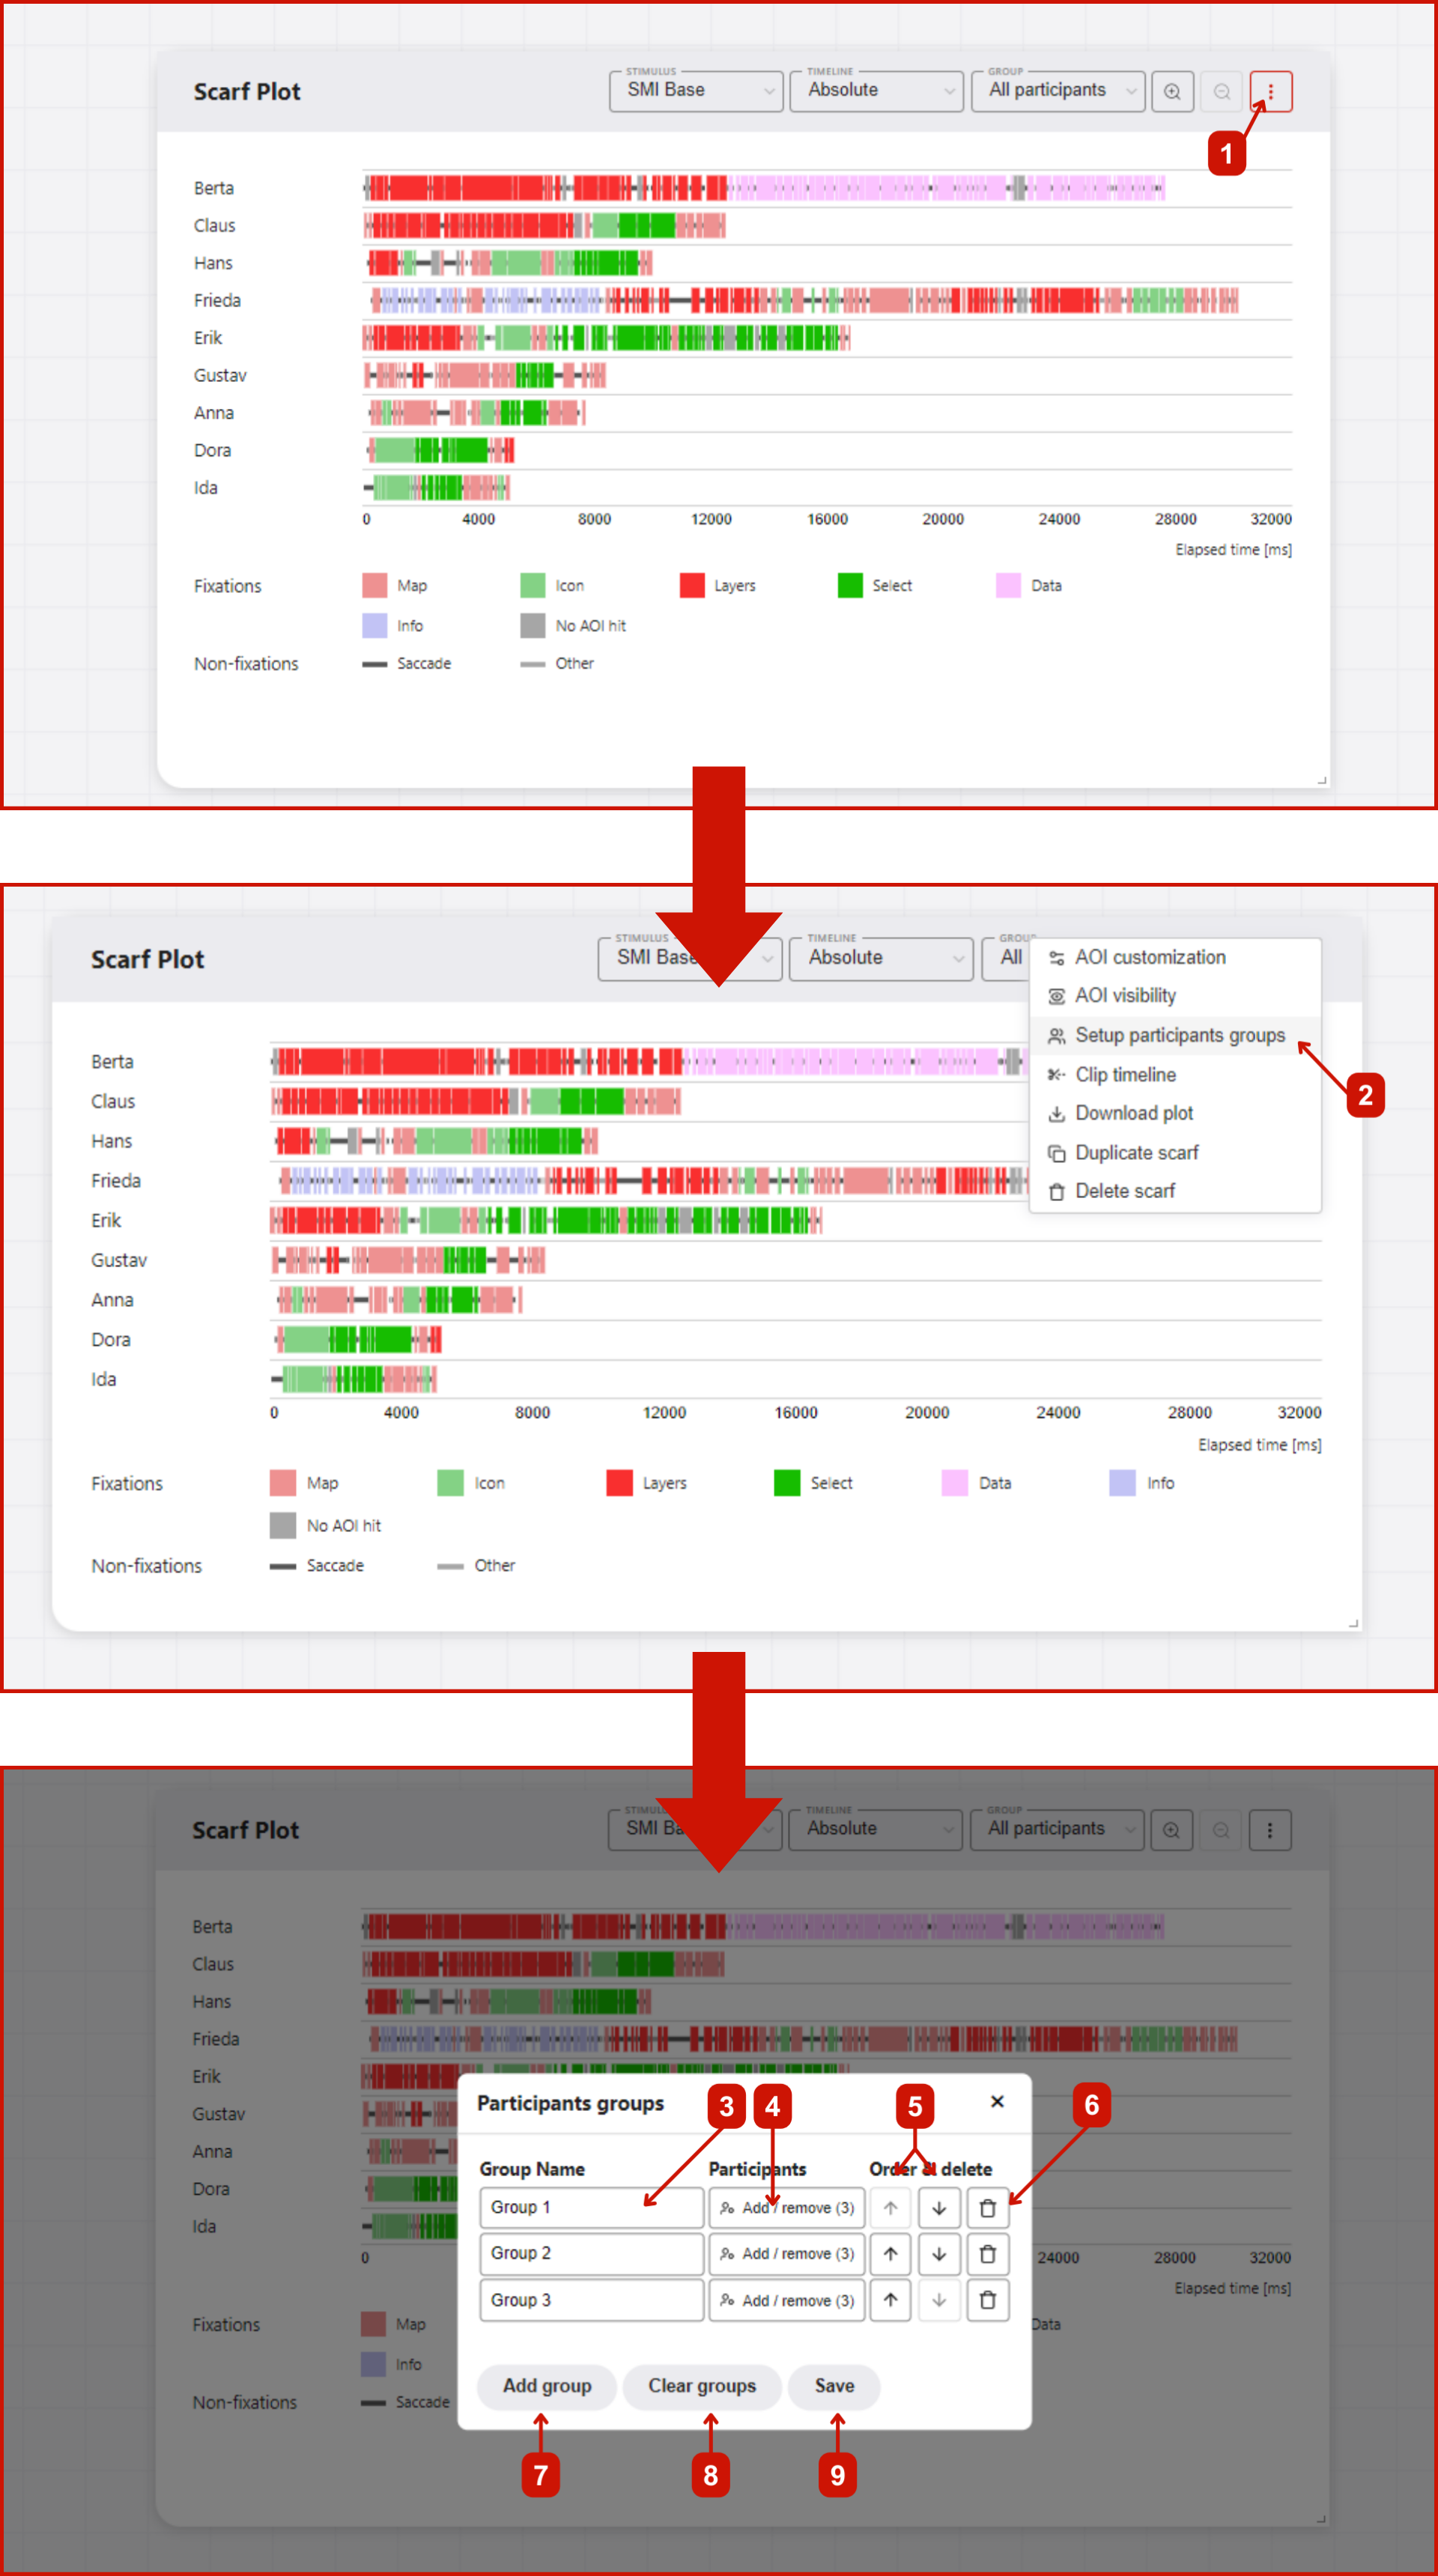 STIMULUS TIMELINE GROUP
Scarf Plot SMI Base Absolute All participants
1
Berta
Claus
Hans
Frieda
Erik
Gustav
Anna
Dora
Ida
0 4000 8000 12000 16000 20000 24000 28000 32000
Elapsed time [ms]
Fixations Map Icon Layers Select Data
Info No AOI hit
Non-fixations Saccade Other
STIMULUS TIMELINE GROUP
Scarf Plot SMI Base Absolute All
AOI customization
AOI visibility
Setup participants groups
Clip timeline
Download plot
Duplicate scarf
Delete scarf
2
Berta
Claus
Hans
Frieda
Erik
Gustav
Anna
Dora
Ida
0 4000 8000 12000 16000 20000 24000 28000 32000
Elapsed time [ms]
Fixations Map Icon Layers Select Data Info
No AOI hit
Non-fixations Saccade Other
TIMELINE GROUP
Scarf Plot SMI Absolute All participants
Berta
Claus
Hans
Frieda
Erik
Gustav
Anna
Dora
Ida
0 24000 28000 32000
Elapsed time [ms]
Fixations Map Data
Info
Non-fixations Saccade
Participants groups
3 4 5 6
Group Name Participants Order & delete
Group 1 Add / remove (3)
Group 2 Add / remove (3)
Group 3 Add / remove (3)
Add group Clear groups Save
7 8 9